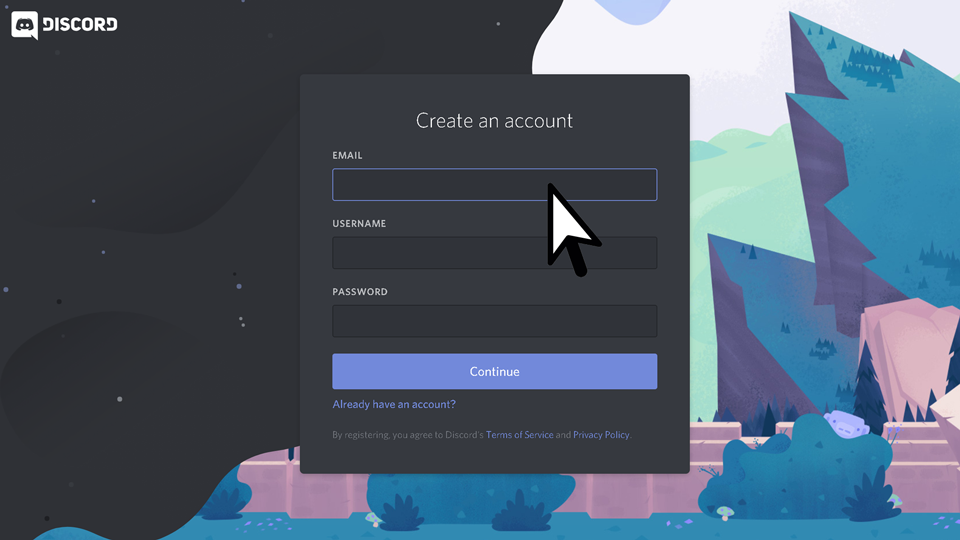 DISCORD
Create an account
EMAIL
USERNAME
PASSWORD
Continue
Already have an account?
By registering, you agree to Discord's Terms of Service and Privacy Policy.